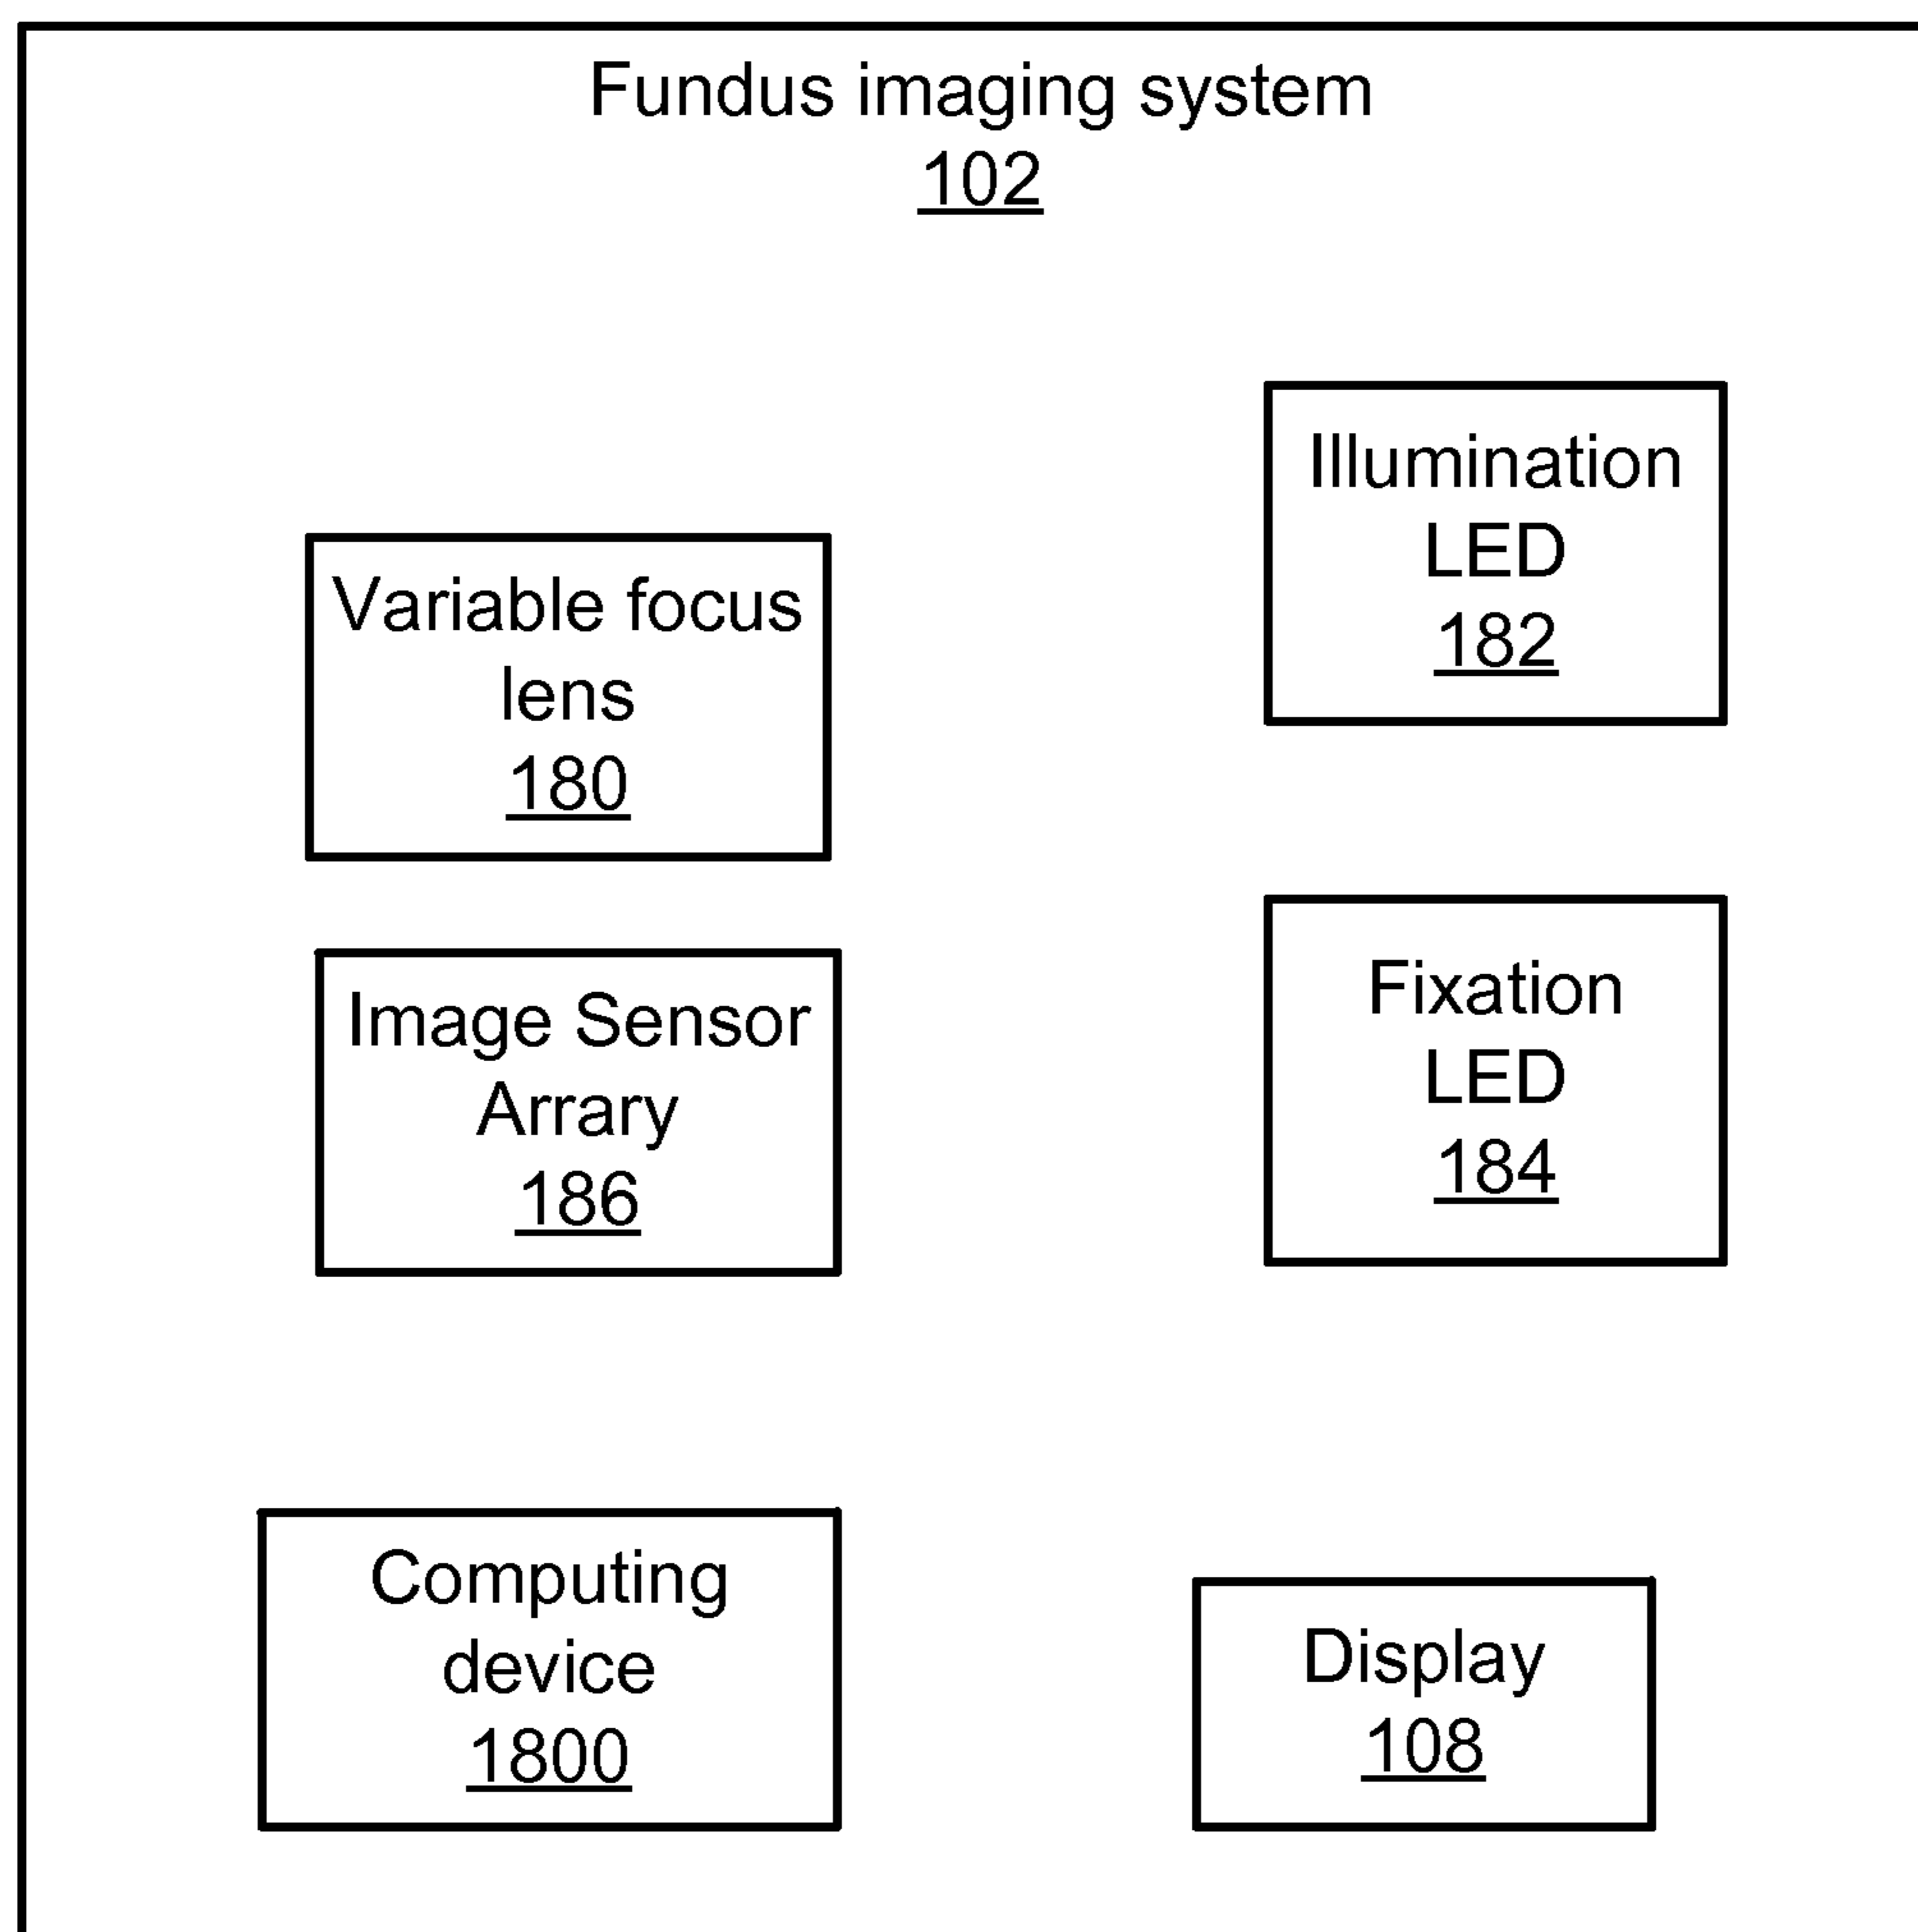 Fundus imaging system
102
Illumination
LED
182
Variable focus
lens
180
Image Sensor
Arrary
186
Fixation
LED
184
Computing
device
1800
Display
108